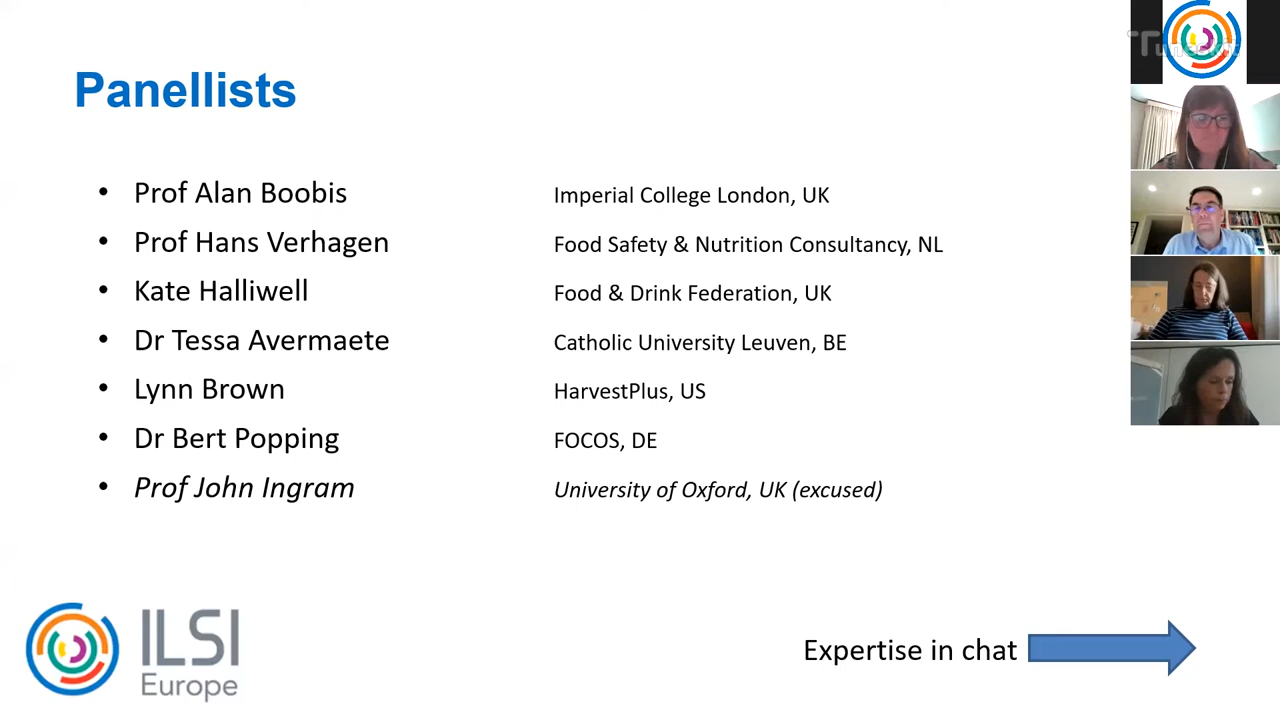 Panellists
• Prof Alan Boobis Imperial College London, UK
• Prof Hans Verhagen Food Safety & Nutrition Consultancy, NL
• Kate Halliwell Food & Drink Federation, UK
• Dr Tessa Avermaete Catholic University Leuven, BE
• Lynn Brown HarvestPlus, US
• Dr Bert Popping FOCOS, DE
• Prof John Ingram University of Oxford, UK (excused)
Expertise in chat
ILSI
Europe